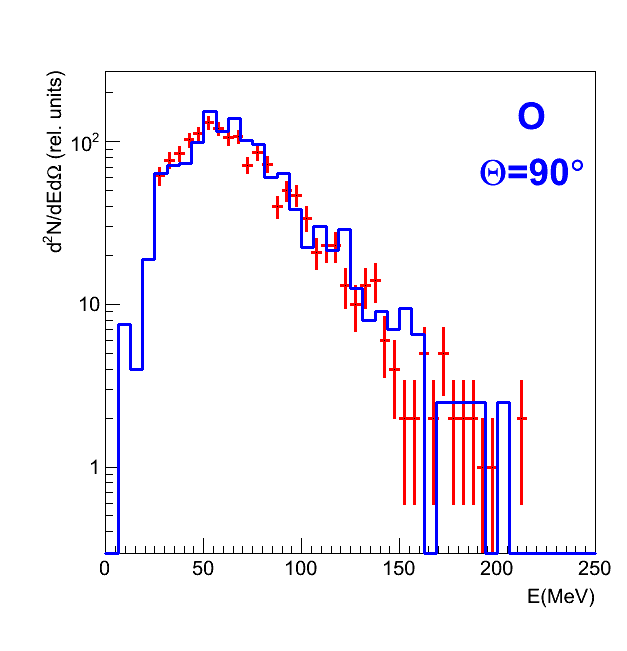 O
Θ=90°
d²N/dEdΩ (rel. units)
10²
10
1
0 50 100 150 200 250
E(MeV)